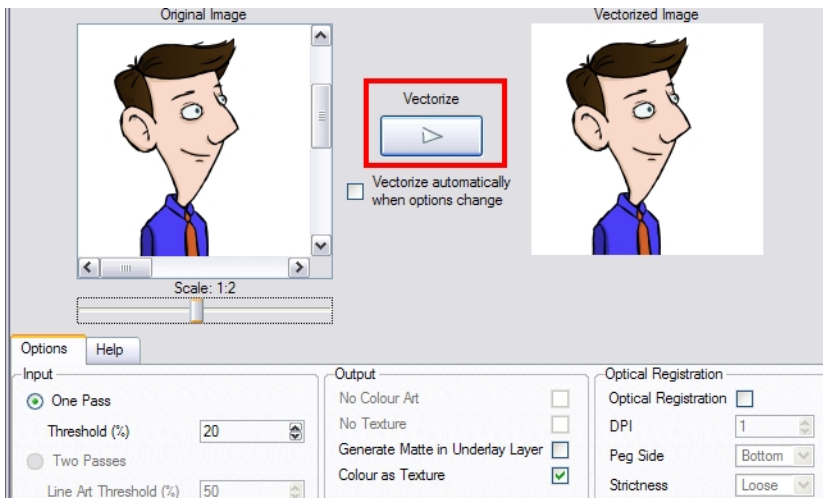 Original Image
Vectorized Image
Vectorize
Vectorize automatically
when options change
Scale: 1:2
Options
Help
Input
One Pass
Threshold (%)
20
Two Passes
Line Art Threshold (%)
50
Output
No Colour Art
No Texture
Generate Matte in Underlay Layer
Colour as Texture
Optical Registration
Optical Registration
DPI
1
Peg Side
Bottom
Strictness
Loose